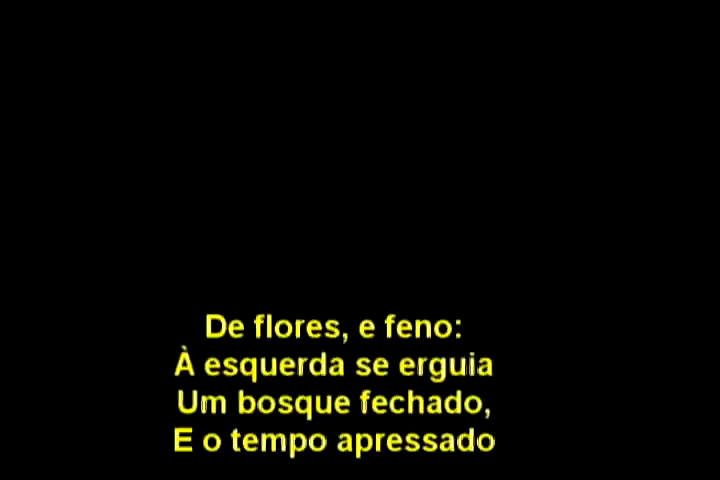 De flores, e feno:
À esquerda se erguia
Um bosque fechado,
E o tempo apressado